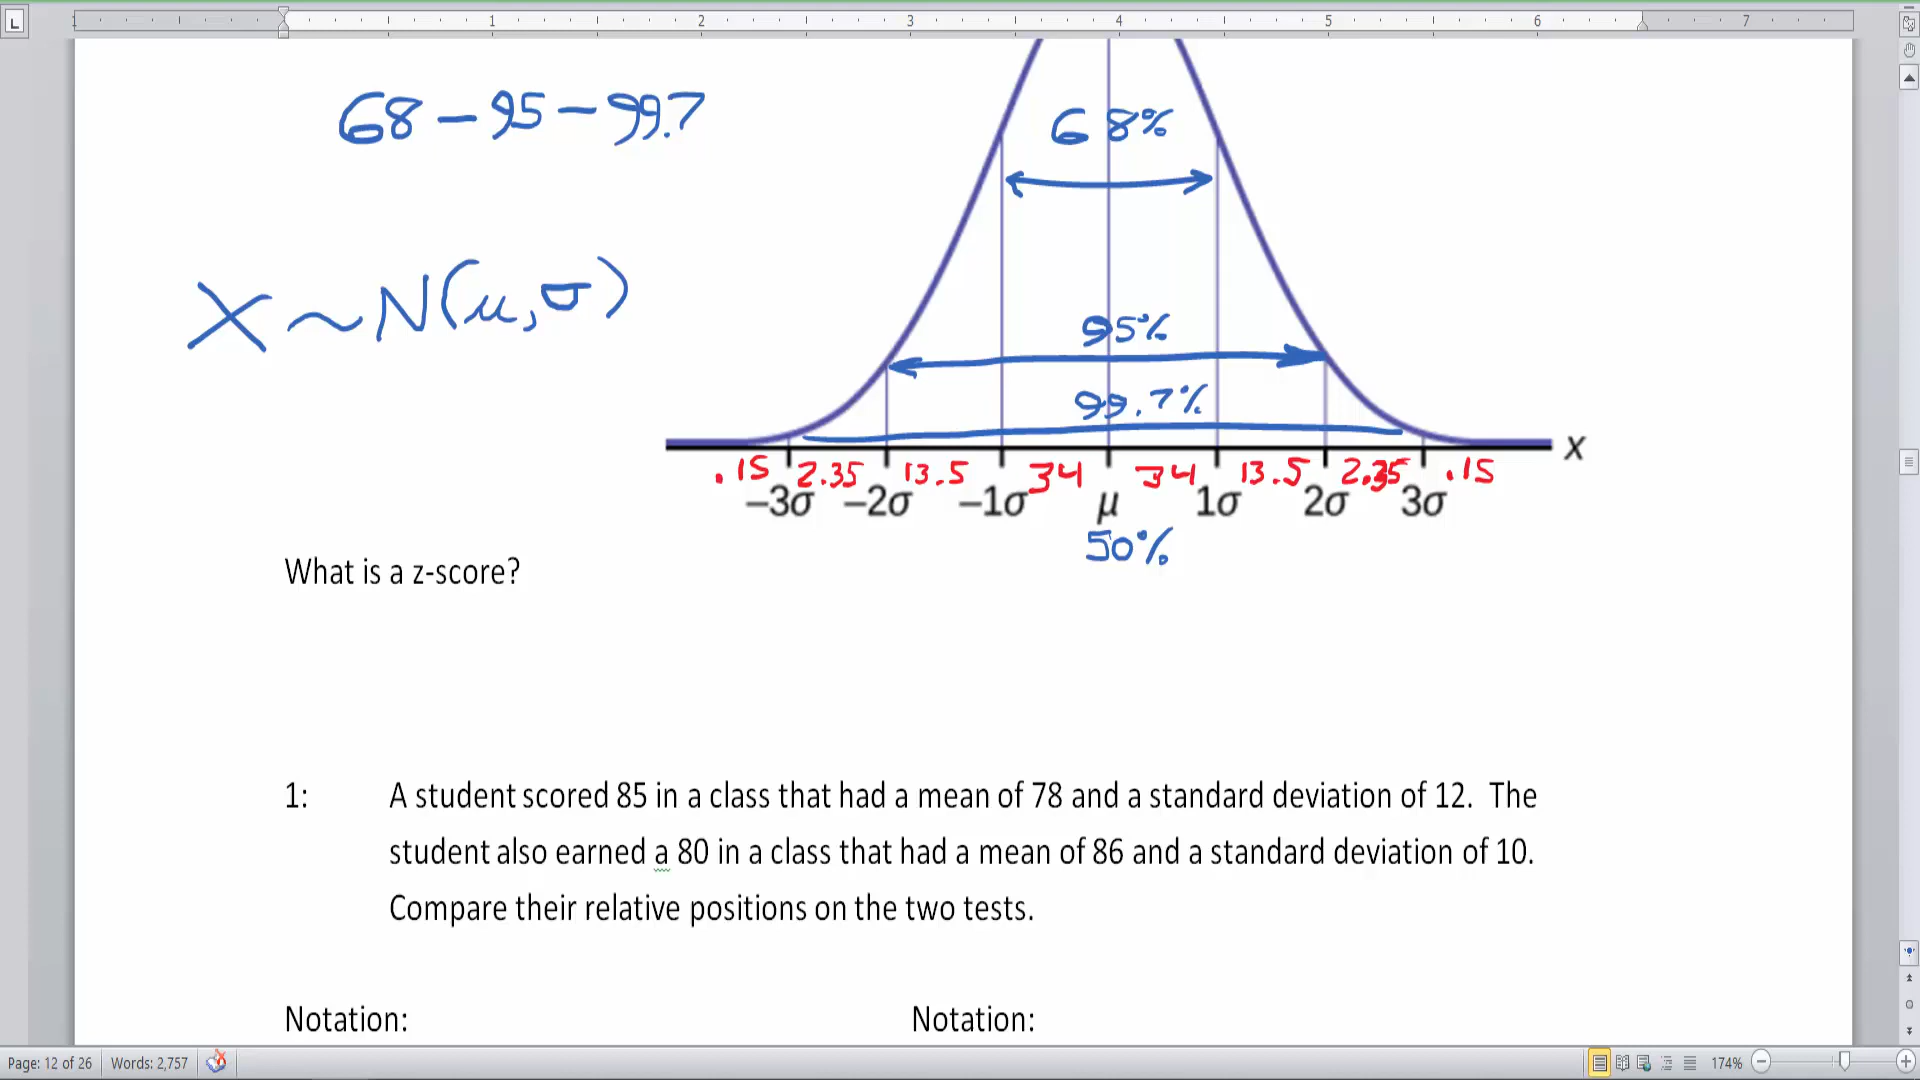 L
1 2 3 4 5 6 7
68 – 95 – 99.7
68%
X ~ N(μ, σ)
95%
99.7%
x
.15 2.35 13.5 34 34 13.5 2.35 .15
–3σ –2σ –1σ μ 1σ 2σ 3σ
50%
What is a z-score?
1: A student scored 85 in a class that had a mean of 78 and a standard deviation of 12. The
student also earned a 80 in a class that had a mean of 86 and a standard deviation of 10.
Compare their relative positions on the two tests.
Notation: Notation:
Page: 12 of 26 Words: 2,757 174%